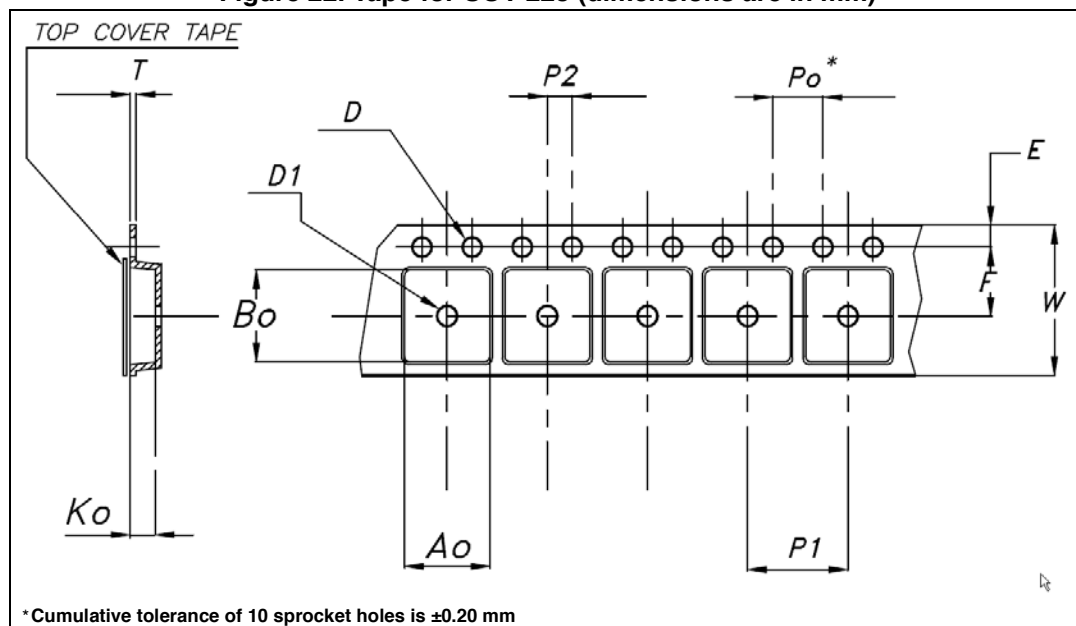 TOP COVER TAPE
T
P2
Po*
D
E
D1
F
W
Bo
Ko
Ao
P1
*Cumulative tolerance of 10 sprocket holes is ±0.20 mm